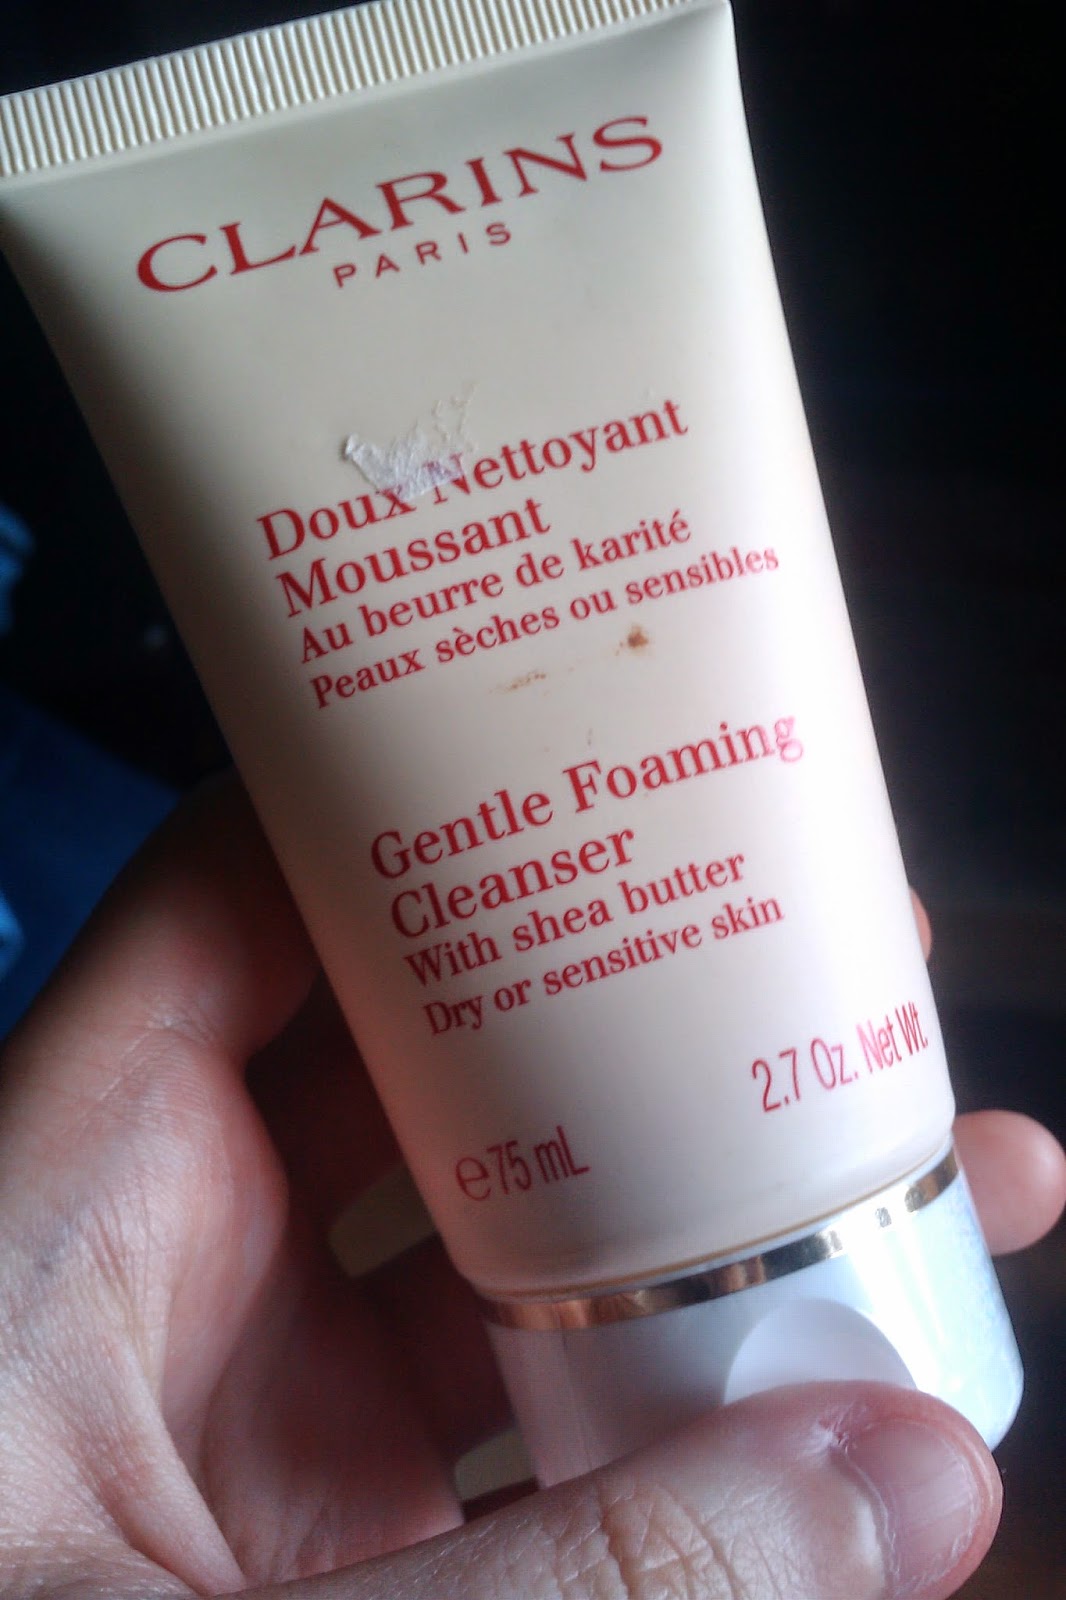 CLARINS
PARIS
Doux Nettoyant
Moussant
Au beurre de karité
Peaux sèches ou sensibles
Gentle Foaming
Cleanser
With shea butter
Dry or sensitive skin
2.7 Oz. Net Wt.
℮75 mL